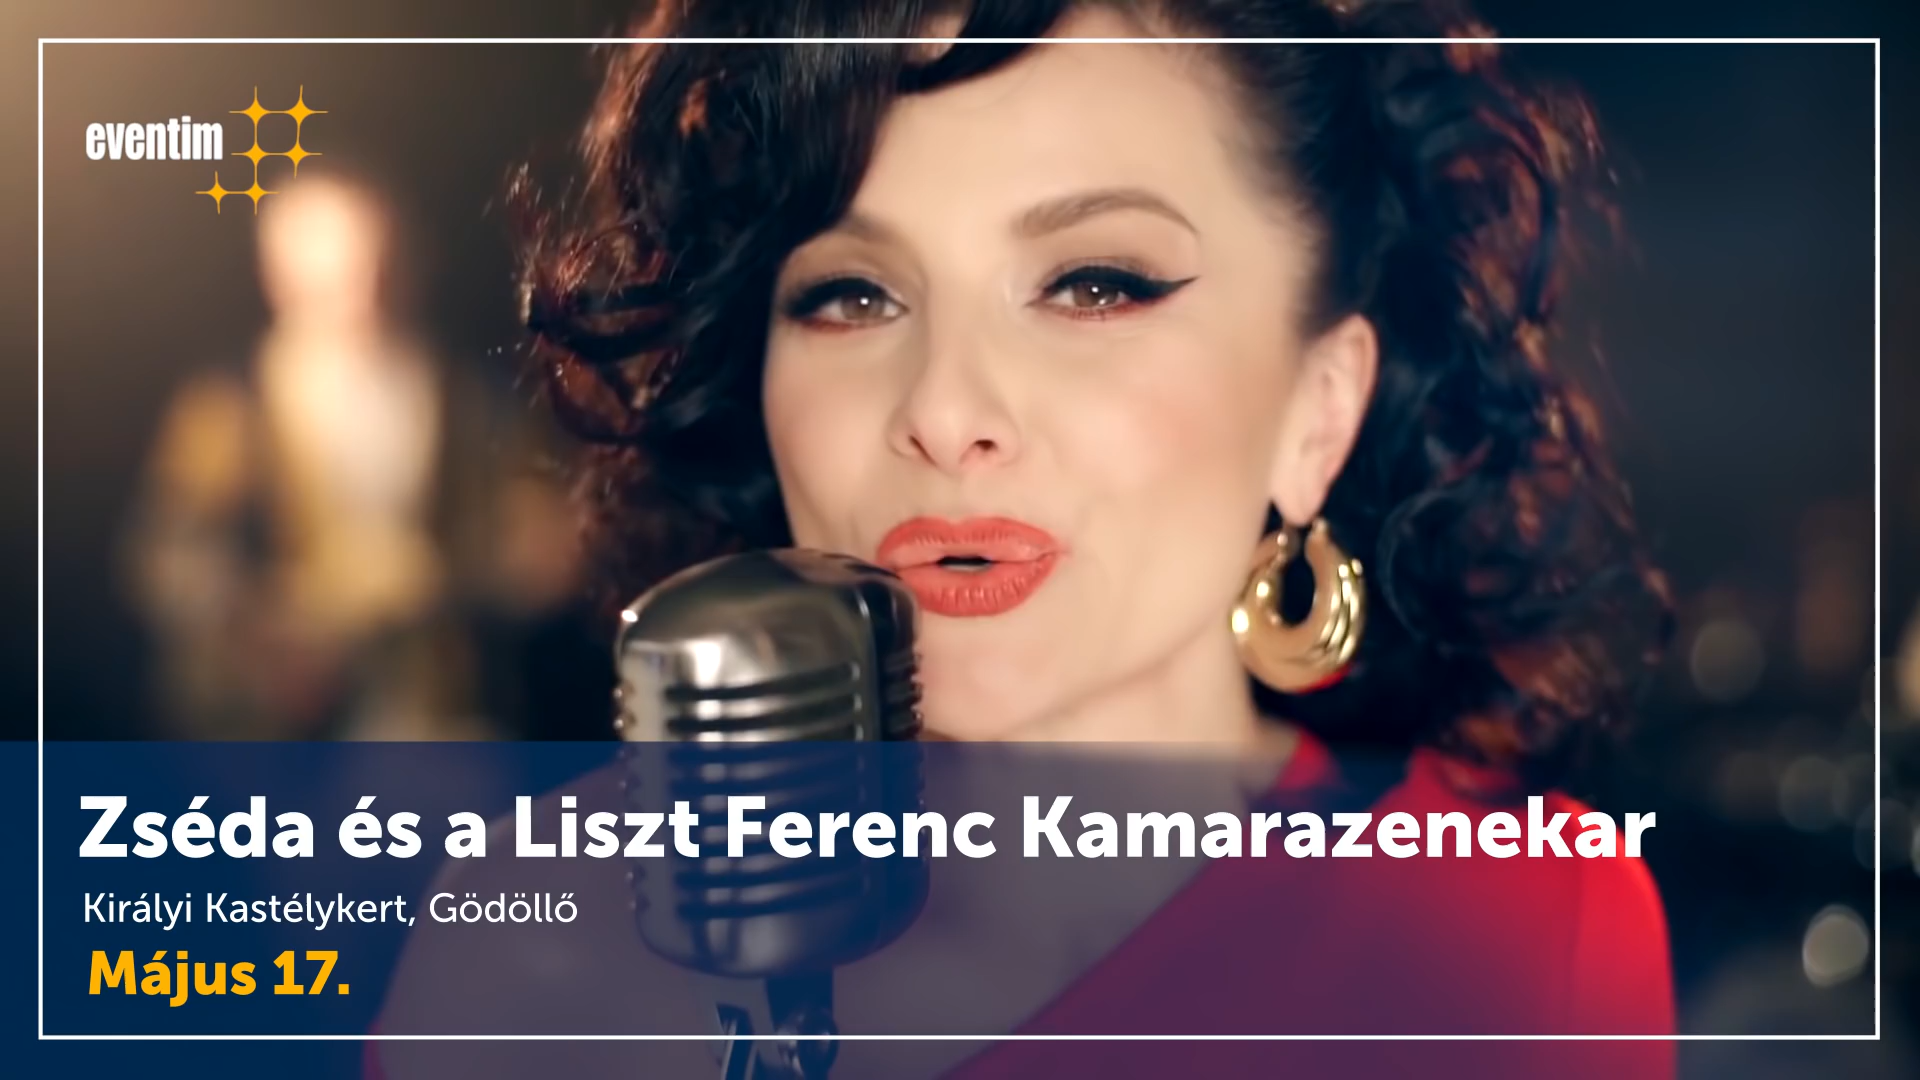 eventim
Zséda és a Liszt Ferenc Kamarazenekar
Királyi Kastélykert, Gödöllő
Május 17.